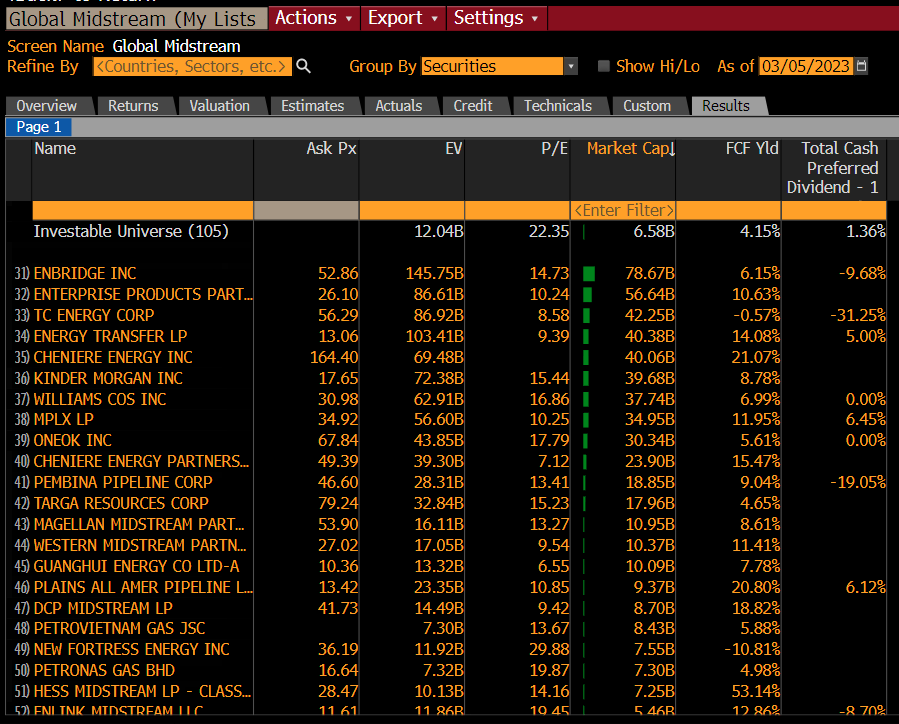 Global Midstream (My Lists Actions ▾ Export ▾ Settings ▾
Screen Name Global Midstream
Refine By <Countries, Sectors, etc.> Group By Securities Show Hi/Lo As of 03/05/2023
Overview Returns Valuation Estimates Actuals Credit Technicals Custom Results
Page 1
Name Ask Px EV P/E Market Cap↓ FCF Yld Total Cash
Preferred
Dividend - 1
<Enter Filter>
Investable Universe (105) 12.04B 22.35 6.58B 4.15% 1.36%
31) ENBRIDGE INC 52.86 145.75B 14.73 78.67B 6.15% -9.68%
32) ENTERPRISE PRODUCTS PART... 26.10 86.61B 10.24 56.64B 10.63%
33) TC ENERGY CORP 56.29 86.92B 8.58 42.25B -0.57% -31.25%
34) ENERGY TRANSFER LP 13.06 103.41B 9.39 40.38B 14.08% 5.00%
35) CHENIERE ENERGY INC 164.40 69.48B 40.06B 21.07%
36) KINDER MORGAN INC 17.65 72.38B 15.44 39.68B 8.78%
37) WILLIAMS COS INC 30.98 62.91B 16.86 37.74B 6.99% 0.00%
38) MPLX LP 34.92 56.60B 10.25 34.95B 11.95% 6.45%
39) ONEOK INC 67.84 43.85B 17.79 30.34B 5.61% 0.00%
40) CHENIERE ENERGY PARTNERS... 49.39 39.30B 7.12 23.90B 15.47%
41) PEMBINA PIPELINE CORP 46.60 28.31B 13.41 18.85B 9.04% -19.05%
42) TARGA RESOURCES CORP 79.24 32.84B 15.23 17.96B 4.65%
43) MAGELLAN MIDSTREAM PART... 53.90 16.11B 13.27 10.95B 8.61%
44) WESTERN MIDSTREAM PARTN... 27.02 17.05B 9.54 10.37B 11.41%
45) GUANGHUI ENERGY CO LTD-A 10.36 13.32B 6.55 10.09B 7.78%
46) PLAINS ALL AMER PIPELINE L... 13.42 23.35B 10.85 9.37B 20.80% 6.12%
47) DCP MIDSTREAM LP 41.73 14.49B 9.42 8.70B 18.82%
48) PETROVIETNAM GAS JSC 7.30B 13.67 8.43B 5.88%
49) NEW FORTRESS ENERGY INC 36.19 11.92B 29.88 7.55B -10.81%
50) PETRONAS GAS BHD 16.64 7.32B 19.87 7.30B 4.98%
51) HESS MIDSTREAM LP - CLASS... 28.47 10.13B 14.16 7.25B 53.14%
52) ENLINK MIDSTREAM LLC 11.61 11.86B 19.45 5.46B 12.86% -8.70%